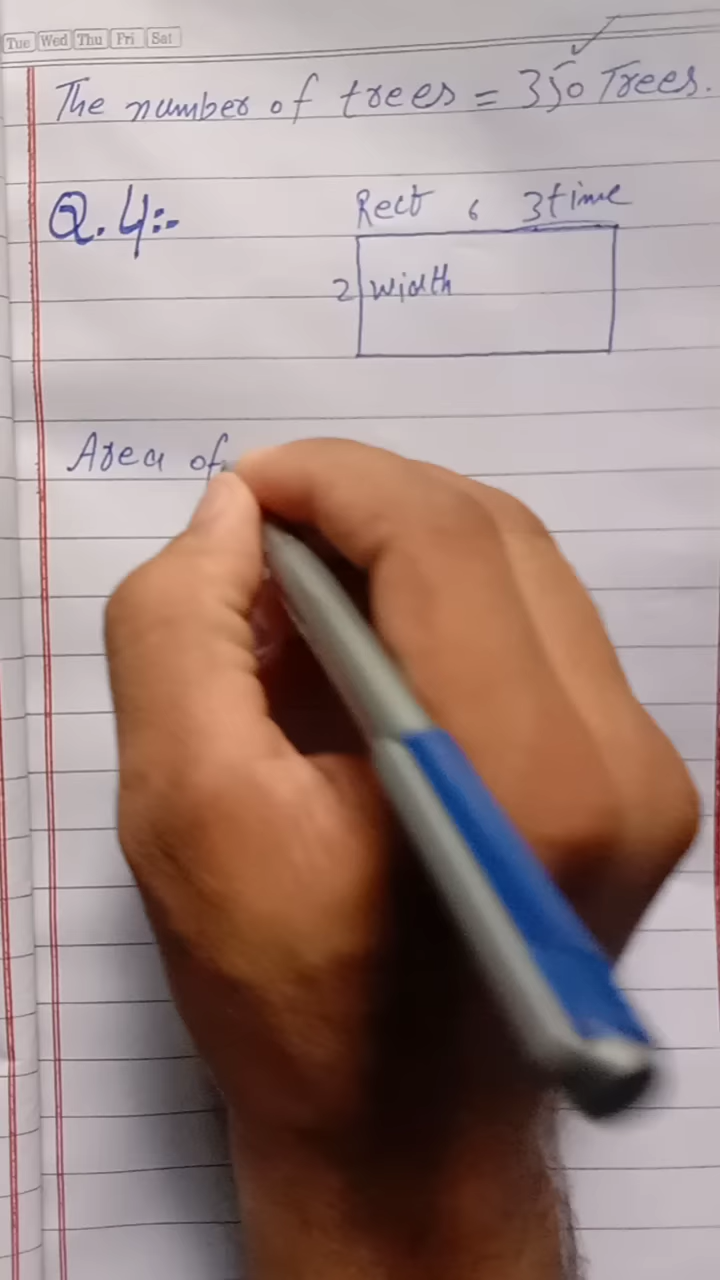 Tue Wed Thu Fri Sat
The number of trees = 350 Trees.
Q.4:-
Rect 6 3time
2 width
Area of